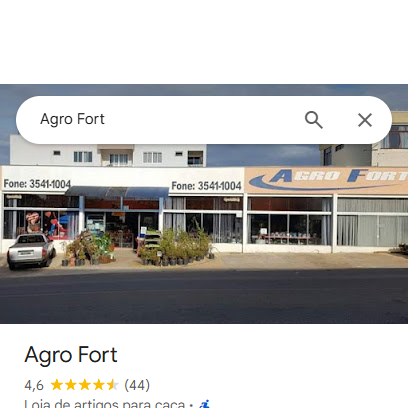 Agro Fort
AGRO FORT
Fone: 3541-1004
Fone: 3541-1004
Agro Fort
4,6 (44)
Loja de artigos para caça ·